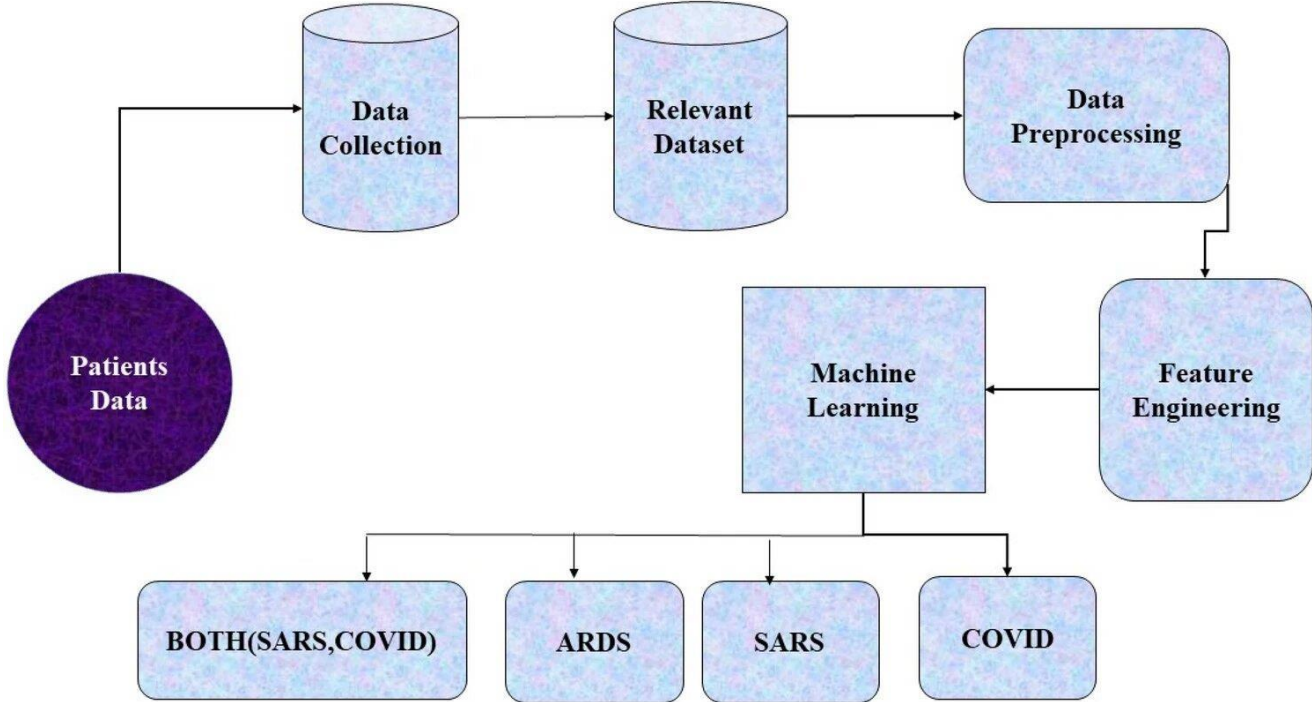 Data
Collection
Relevant
Dataset
Data
Preprocessing
Patients
Data
Machine
Learning
Feature
Engineering
BOTH(SARS,COVID)
ARDS
SARS
COVID